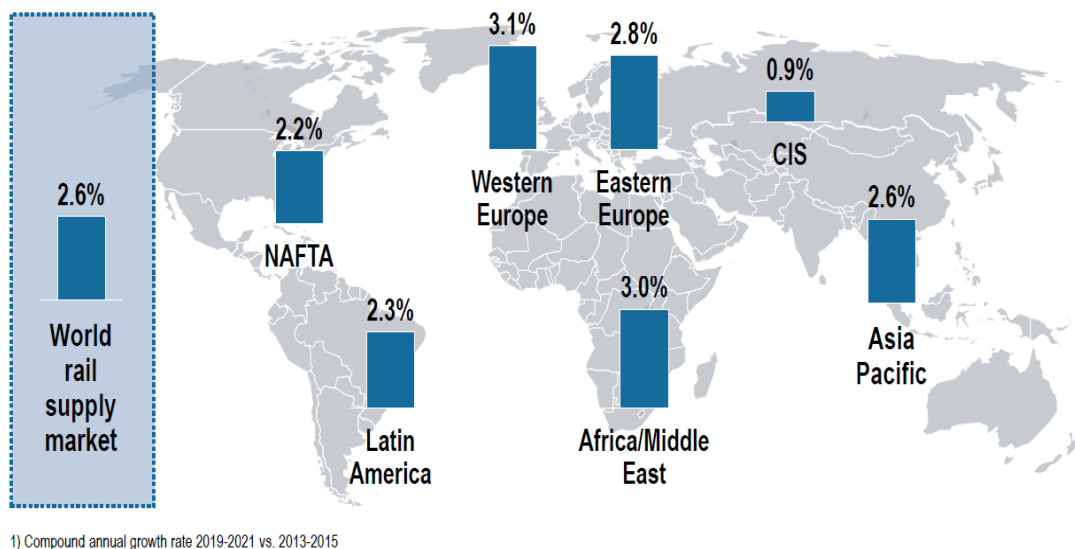 2.6%
World
rail
supply
market
2.2%
NAFTA
2.3%
Latin
America
3.1%
Western
Europe
2.8%
Eastern
Europe
0.9%
CIS
3.0%
Africa/Middle
East
2.6%
Asia
Pacific
1) Compound annual growth rate 2019-2021 vs. 2013-2015